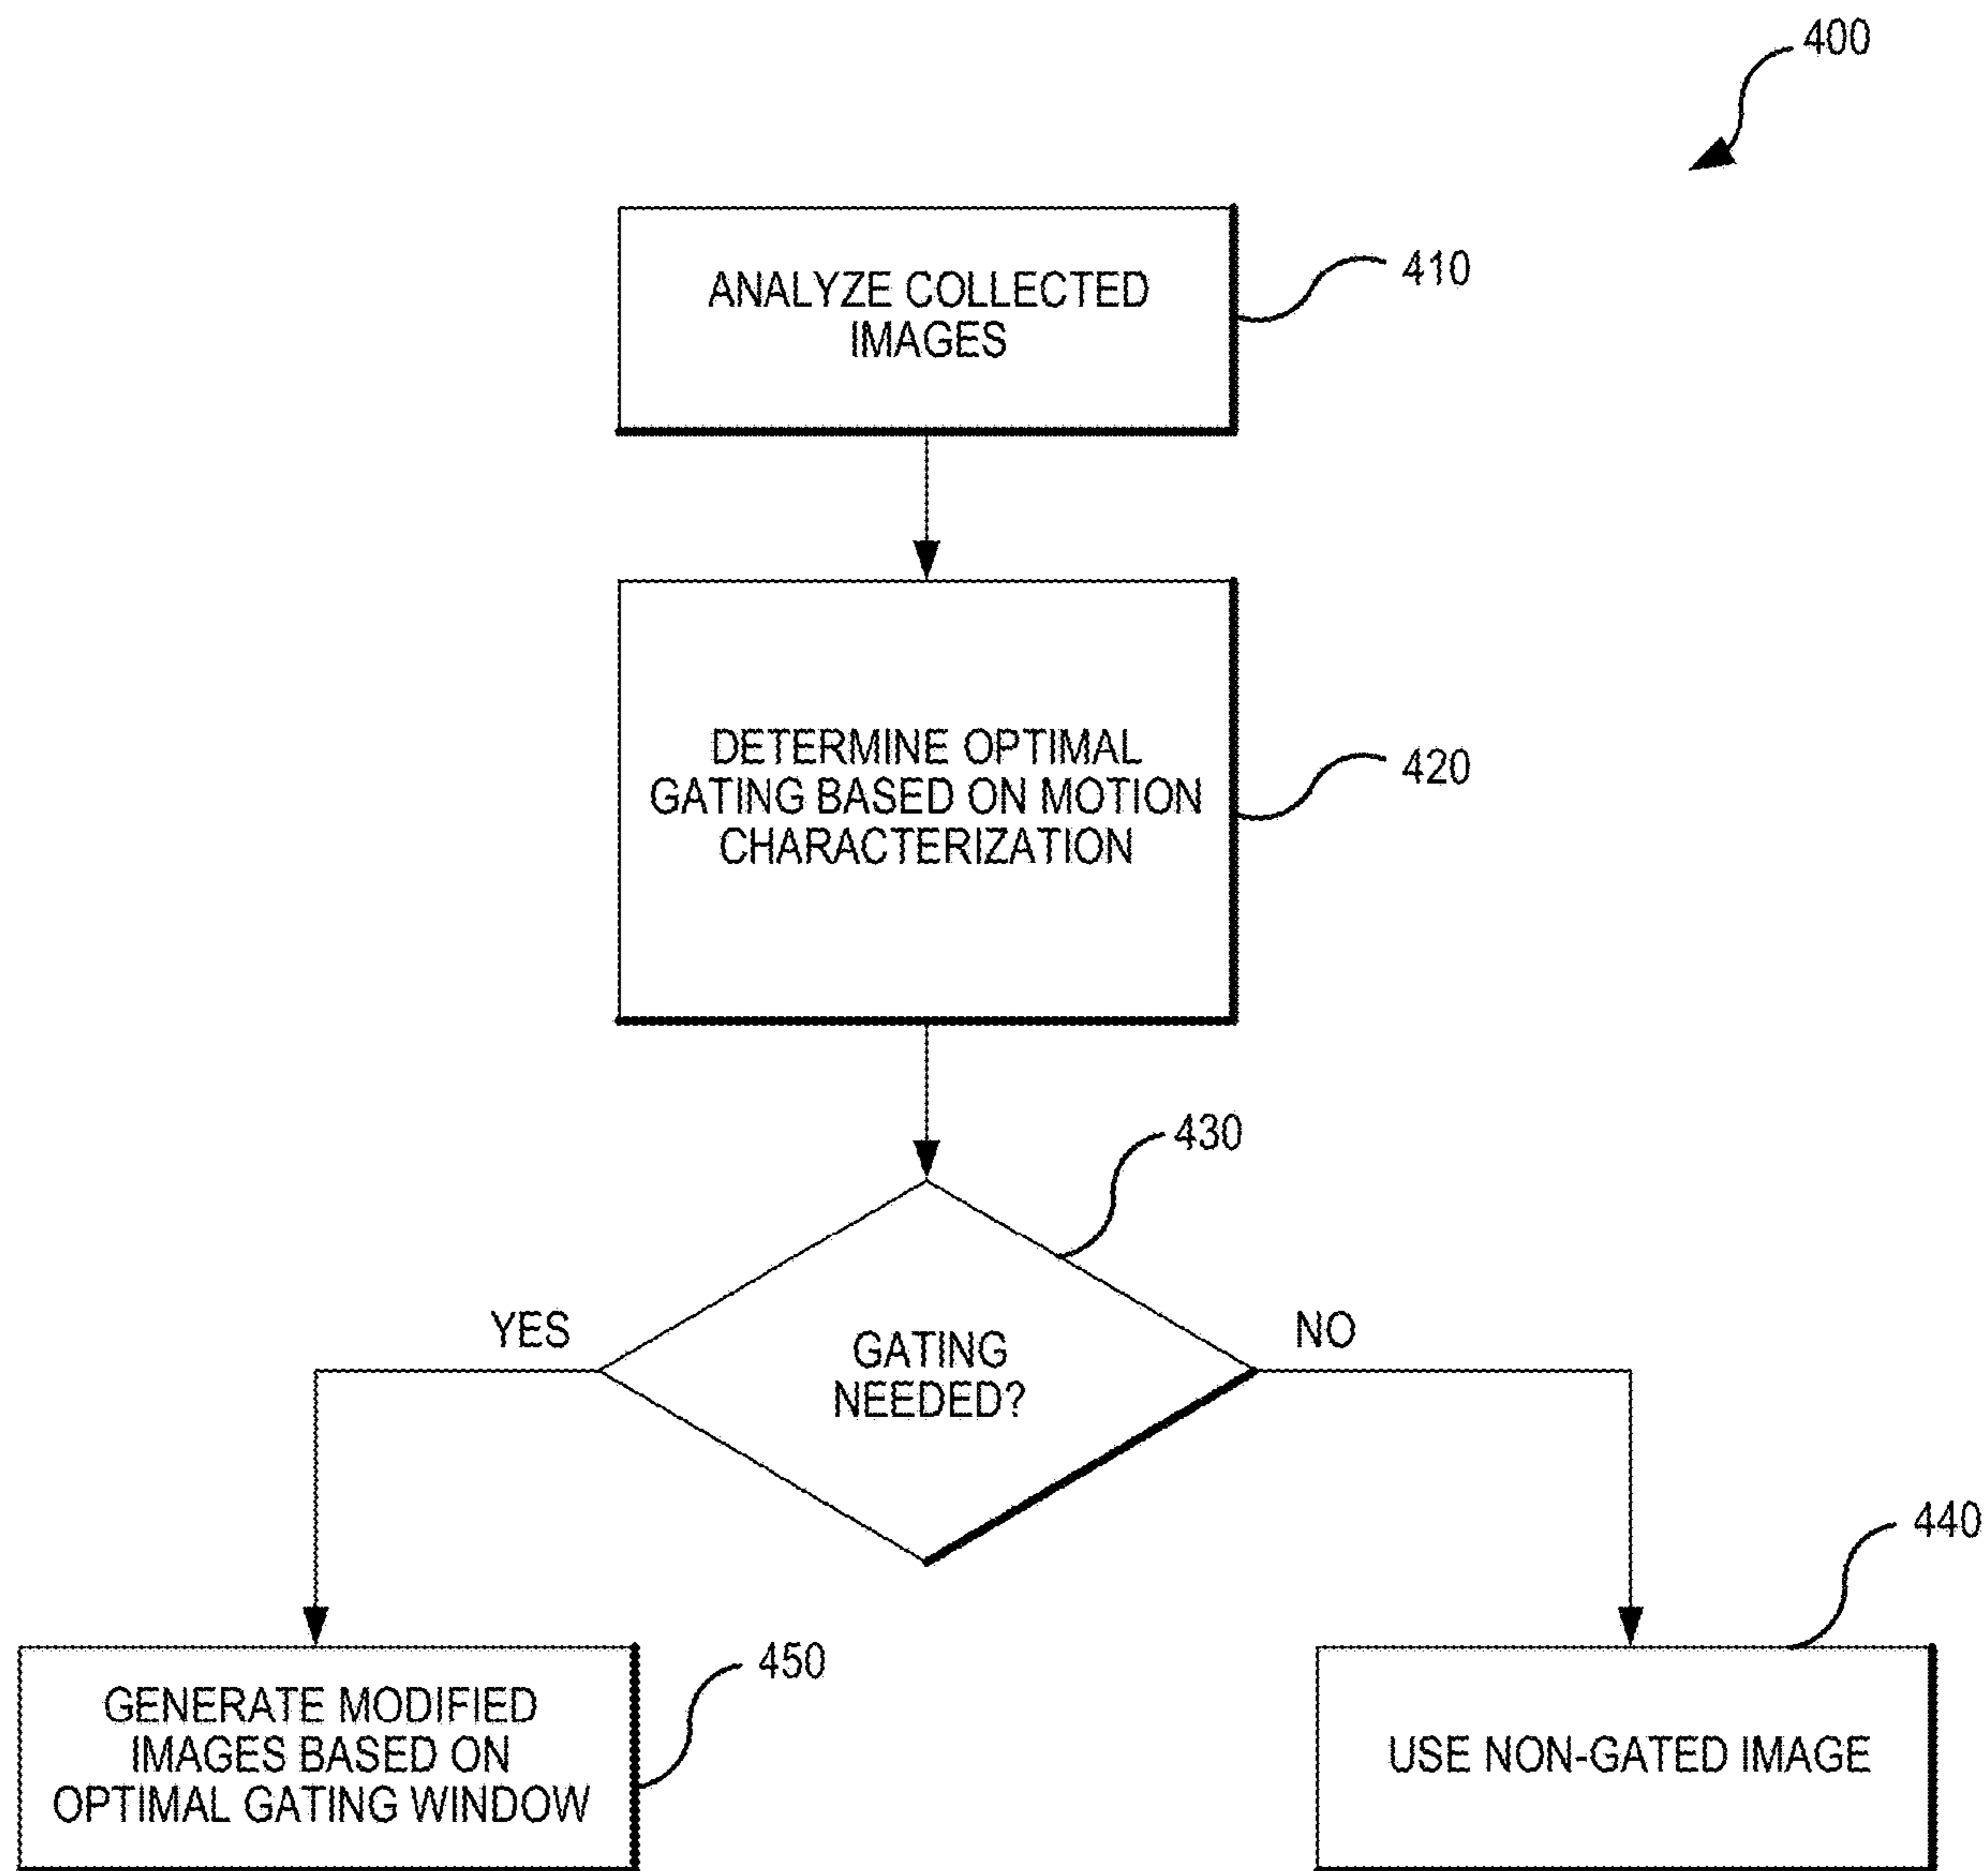 400
ANALYZE COLLECTED
IMAGES
410
DETERMINE OPTIMAL
GATING BASED ON MOTION
CHARACTERIZATION
420
430
YES
GATING
NEEDED?
NO
440
450
GENERATE MODIFIED
IMAGES BASED ON
OPTIMAL GATING WINDOW
USE NON-GATED IMAGE